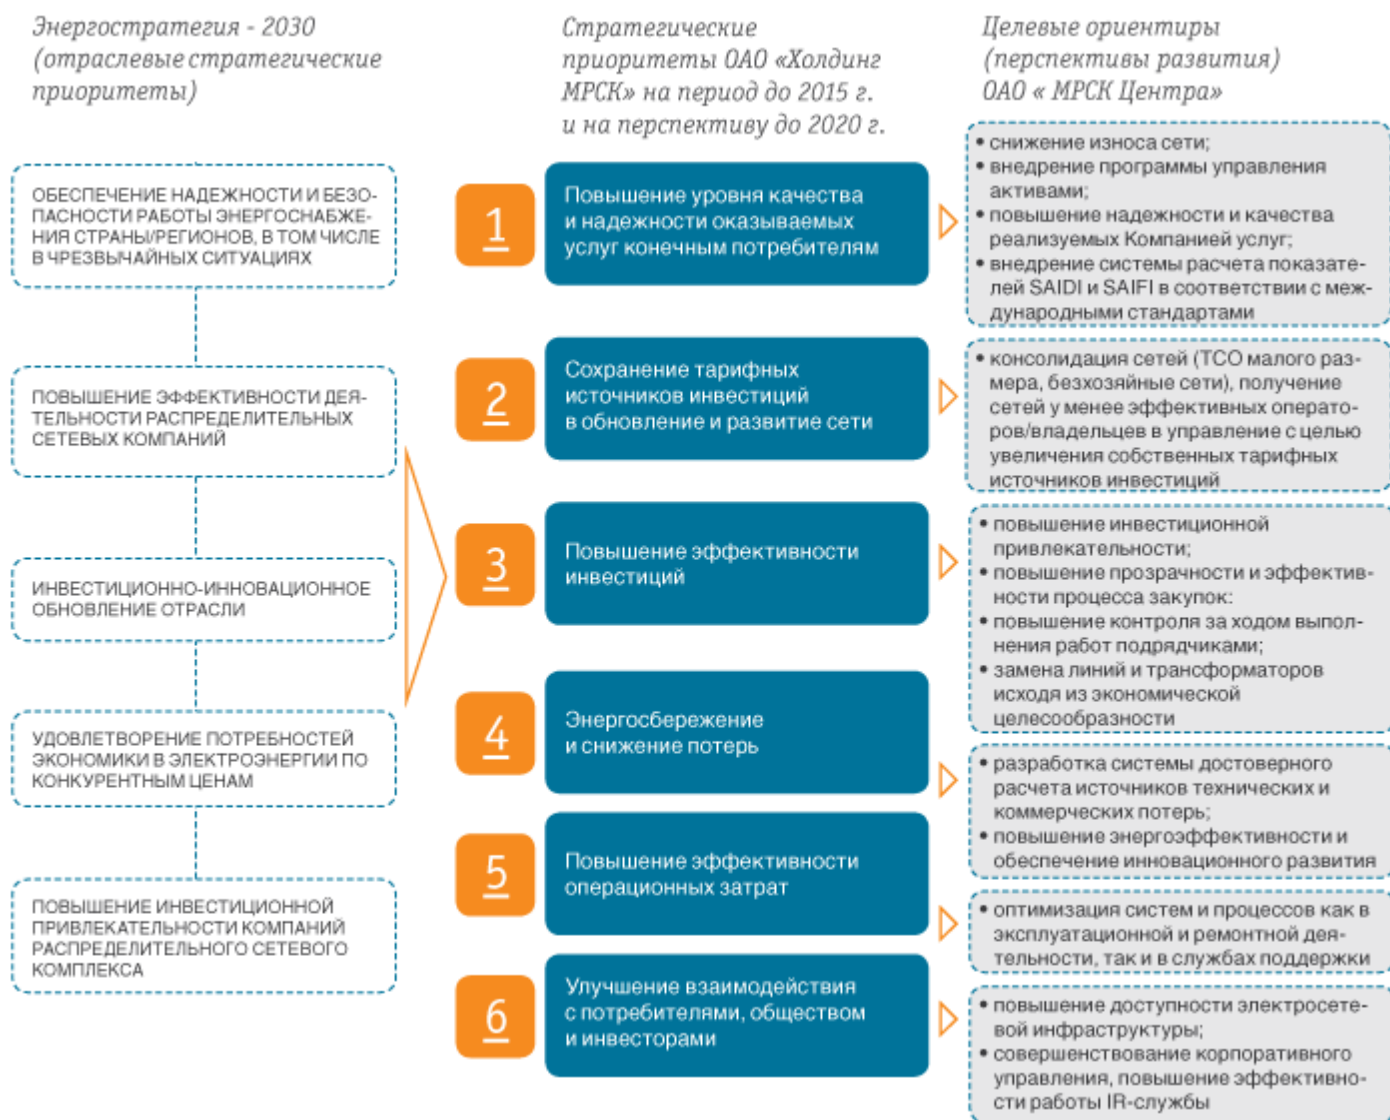 Энергостратегия - 2030
(отраслевые стратегические
приоритеты)
ОБЕСПЕЧЕНИЕ НАДЕЖНОСТИ И БЕЗО-
ПАСНОСТИ РАБОТЫ ЭНЕРГОСНАБЖЕ-
НИЯ СТРАНЫ/РЕГИОНОВ, В ТОМ ЧИСЛЕ
В ЧРЕЗВЫЧАЙНЫХ СИТУАЦИЯХ
ПОВЫШЕНИЕ ЭФФЕКТИВНОСТИ ДЕЯ-
ТЕЛЬНОСТИ РАСПРЕДЕЛИТЕЛЬНЫХ
СЕТЕВЫХ КОМПАНИЙ
ИНВЕСТИЦИОННО-ИННОВАЦИОННОЕ
ОБНОВЛЕНИЕ ОТРАСЛИ
УДОВЛЕТВОРЕНИЕ ПОТРЕБНОСТЕЙ
ЭКОНОМИКИ В ЭЛЕКТРОЭНЕРГИИ ПО
КОНКУРЕНТНЫМ ЦЕНАМ
ПОВЫШЕНИЕ ИНВЕСТИЦИОННОЙ
ПРИВЛЕКАТЕЛЬНОСТИ КОМПАНИЙ
РАСПРЕДЕЛИТЕЛЬНОГО СЕТЕВОГО
КОМПЛЕКСА
Стратегические
приоритеты ОАО «Холдинг
МРСК» на период до 2015 г.
и на перспективу до 2020 г.
1
Повышение уровня качества
и надежности оказываемых
услуг конечным потребителям
2
Сохранение тарифных
источников инвестиций
в обновление и развитие сети
3
Повышение эффективности
инвестиций
4
Энергосбережение
и снижение потерь
5
Повышение эффективности
операционных затрат
6
Улучшение взаимодействия
с потребителями, обществом
и инвесторами
Целевые ориентиры
(перспективы развития)
ОАО « МРСК Центра»
• снижение износа сети;
• внедрение программы управления
активами;
• повышение надежности и качества
реализуемых Компанией услуг;
• внедрение системы расчета показате-
лей SAIDI и SAIFI в соответствии с меж-
дународными стандартами
• консолидация сетей (ТСО малого раз-
мера, безхозяйные сети), получение
сетей у менее эффективных операто-
ров/владельцев в управление с целью
увеличения собственных тарифных
источников инвестиций
• повышение инвестиционной
привлекательности;
• повышение прозрачности и эффектив-
ности процесса закупок:
• повышение контроля за ходом выпол-
нения работ подрядчиками;
• замена линий и трансформаторов
исходя из экономической
целесообразности
• разработка системы достоверного
расчета источников технических и
коммерческих потерь;
• повышение энергоэффективности и
обеспечение инновационного развития
• оптимизация систем и процессов как в
эксплуатационной и ремонтной дея-
тельности, так и в службах поддержки
• повышение доступности электросете-
вой инфраструктуры;
• совершенствование корпоративного
управления, повышение эффективно-
сти работы IR-службы